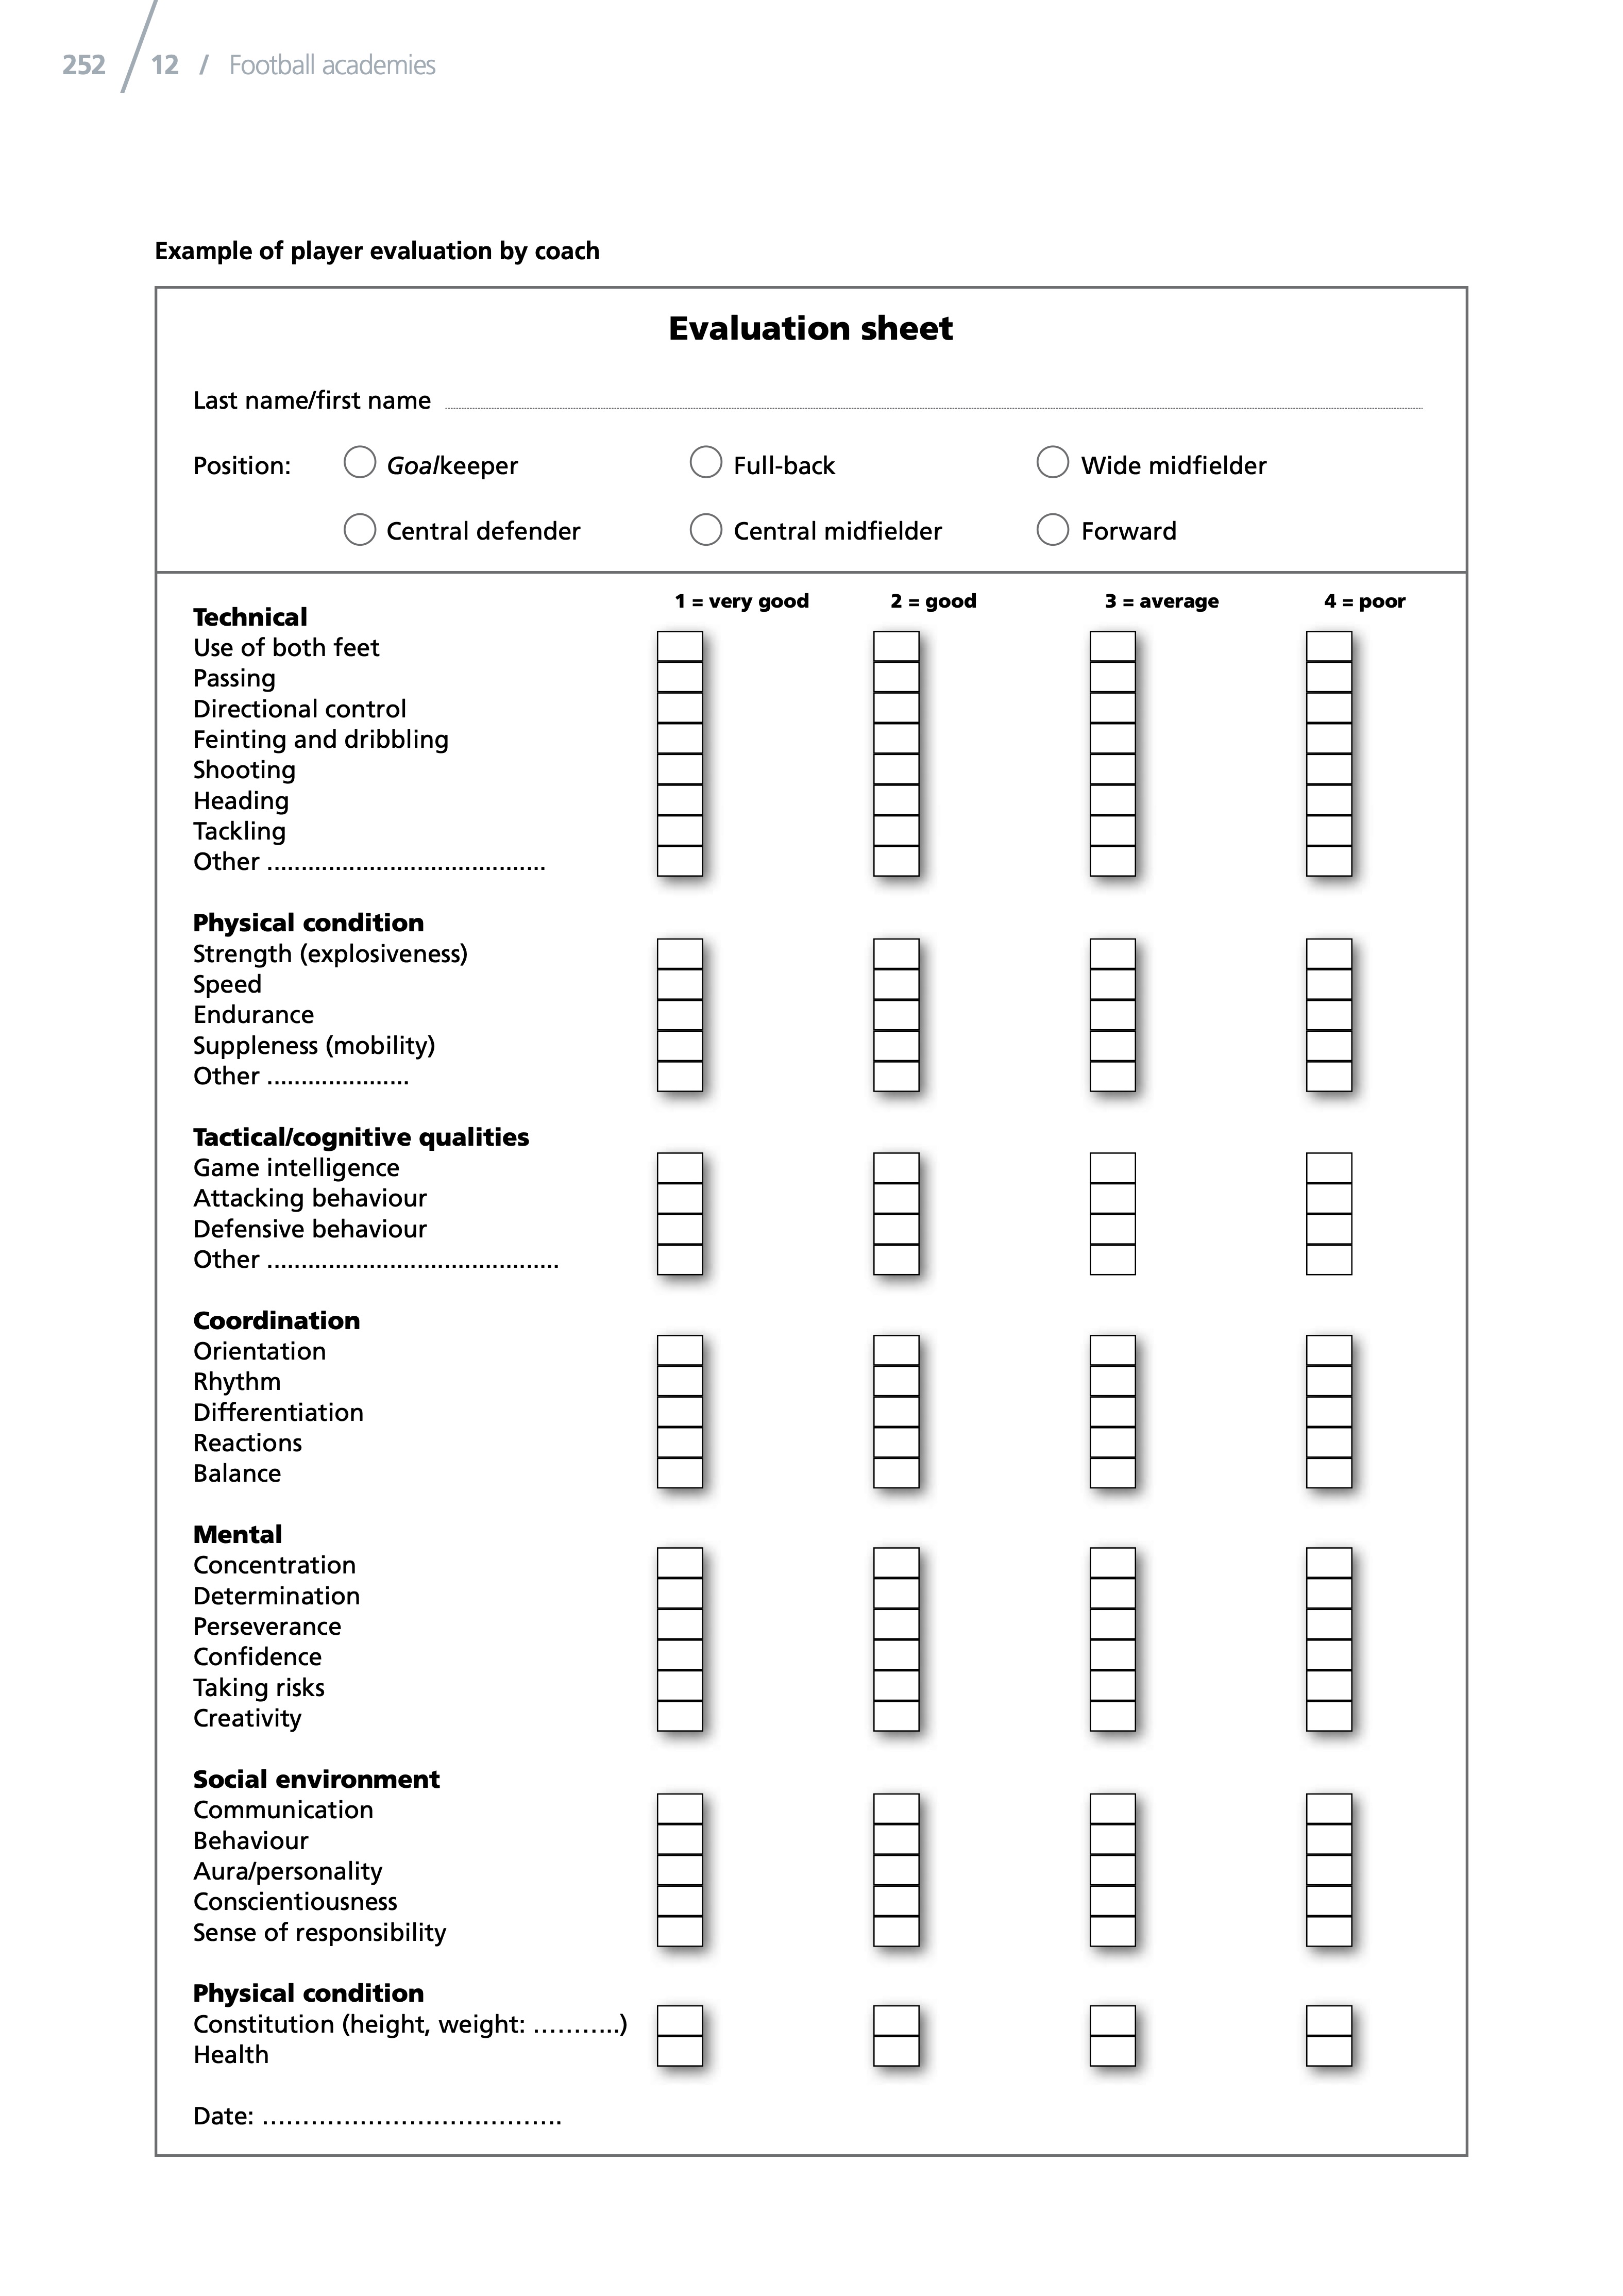 252 / 12 / Football academies
Example of player evaluation by coach
Evaluation sheet
Last name/first name
Position: Goalkeeper Full-back Wide midfielder
Central defender Central midfielder Forward
1 = very good 2 = good 3 = average 4 = poor
Technical
Use of both feet
Passing
Directional control
Feinting and dribbling
Shooting
Heading
Tackling
Other .........................................
Physical condition
Strength (explosiveness)
Speed
Endurance
Suppleness (mobility)
Other .....................
Tactical/cognitive qualities
Game intelligence
Attacking behaviour
Defensive behaviour
Other ...........................................
Coordination
Orientation
Rhythm
Differentiation
Reactions
Balance
Mental
Concentration
Determination
Perseverance
Confidence
Taking risks
Creativity
Social environment
Communication
Behaviour
Aura/personality
Conscientiousness
Sense of responsibility
Physical condition
Constitution (height, weight: ………..)
Health
Date: ……………………………….